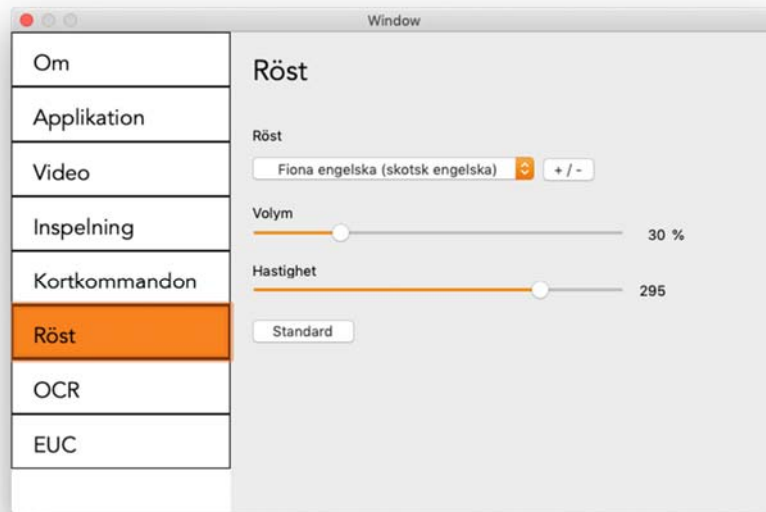 Window
Om
Applikation
Video
Inspelning
Kortkommandon
Röst
OCR
EUC
Röst
Röst
Fiona engelska (skotsk engelska)
+ / -
Volym
30 %
Hastighet
295
Standard